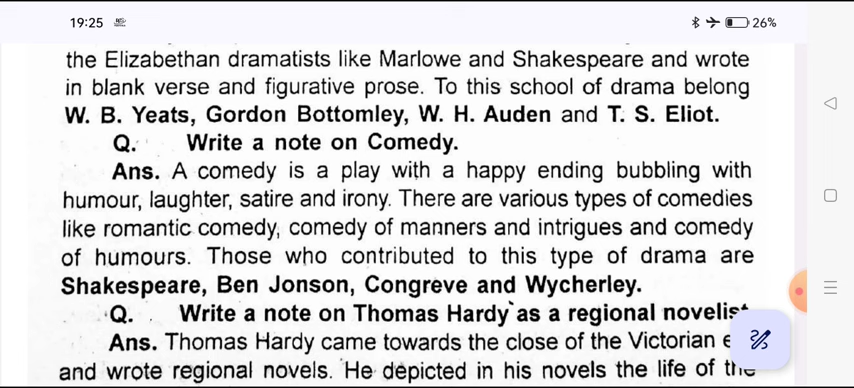 19:25
26%
the Elizabethan dramatists like Marlowe and Shakespeare and wrote
in blank verse and figurative prose. To this school of drama belong
W. B. Yeats, Gordon Bottomley, W. H. Auden and T. S. Eliot.
Q. Write a note on Comedy.
Ans. A comedy is a play with a happy ending bubbling with
humour, laughter, satire and irony. There are various types of comedies
like romantic comedy, comedy of manners and intrigues and comedy
of humours. Those who contributed to this type of drama are
Shakespeare, Ben Jonson, Congreve and Wycherley.
Q. Write a note on Thomas Hardy as a regional novelist
Ans. Thomas Hardy came towards the close of the Victorian
and wrote regional novels. He depicted in his novels the life of the